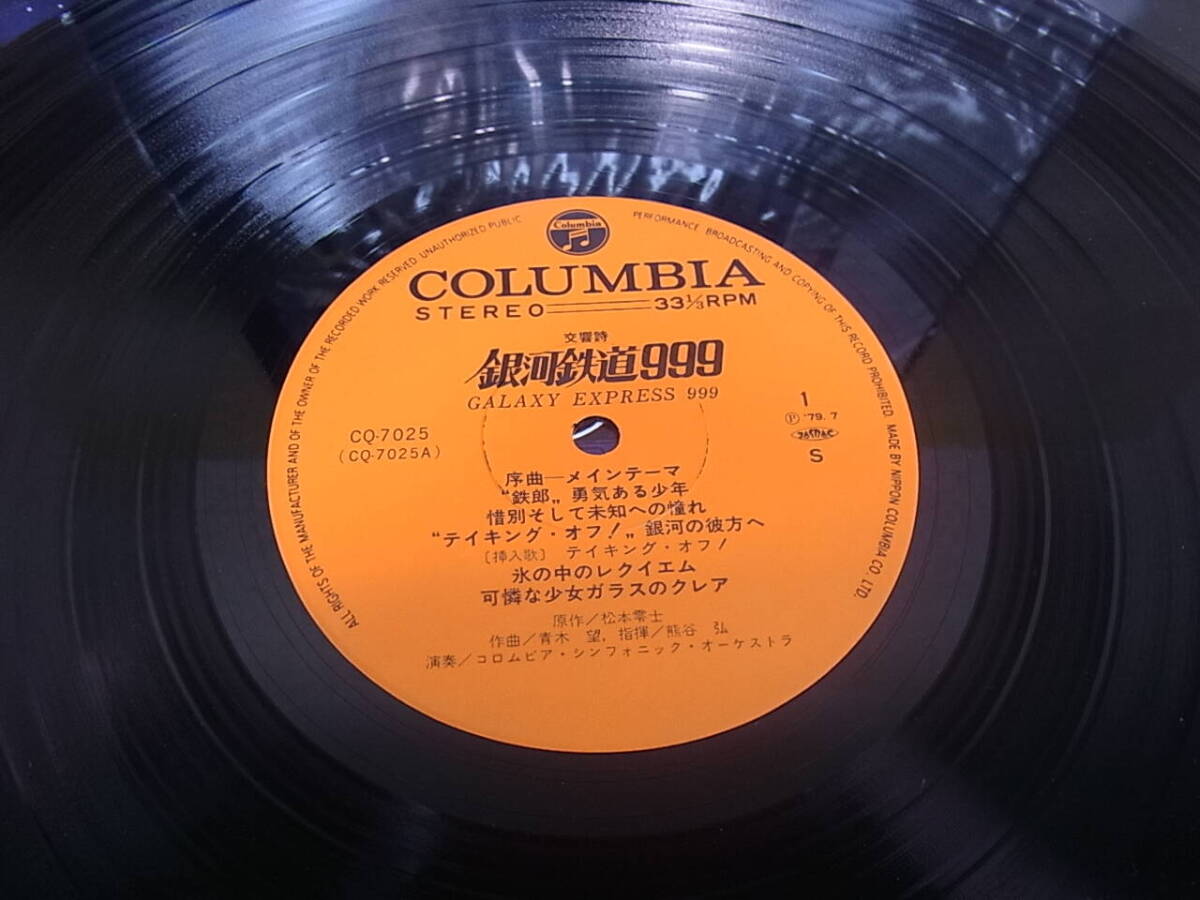 Columbia
ALL RIGHTS OF THE MANUFACTURER AND OF THE OWNER OF THE RECORDED WORK RESERVED. UNAUTHORIZED PUBLIC PERFORMANCE BROADCASTING AND COPYING OF THIS RECORD PROHIBITED. MADE BY NIPPON COLUMBIA CO. LTD.
COLUMBIA
STEREO 33⅓RPM
交響詩
銀河鉄道999
GALAXY EXPRESS 999
CQ-7025
(CQ-7025A)
1
Ⓟ '79.7
S
序曲—メインテーマ
“鉄郎„ 勇気ある少年
惜別そして未知への憧れ
“テイキング・オフ!„ 銀河の彼方へ
〔挿入歌〕 テイキング・オフ!
氷の中のレクイエム
可憐な少女ガラスのクレア
原作/松本零士
作曲/青木 望, 指揮/熊谷 弘
演奏/コロムビア・シンフォニック・オーケストラ